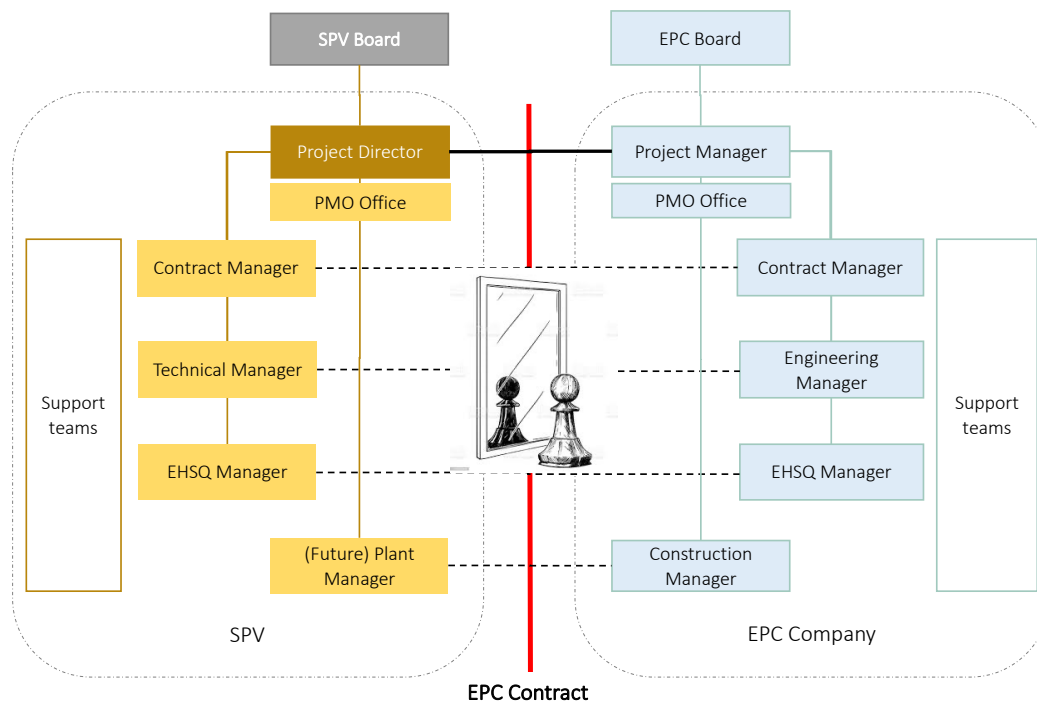 SPV Board
EPC Board
Project Director
Project Manager
PMO Office
PMO Office
Contract Manager
Contract Manager
Technical Manager
Engineering
Manager
Support
teams
Support
teams
EHSQ Manager
EHSQ Manager
(Future) Plant
Manager
Construction
Manager
SPV
EPC Company
EPC Contract